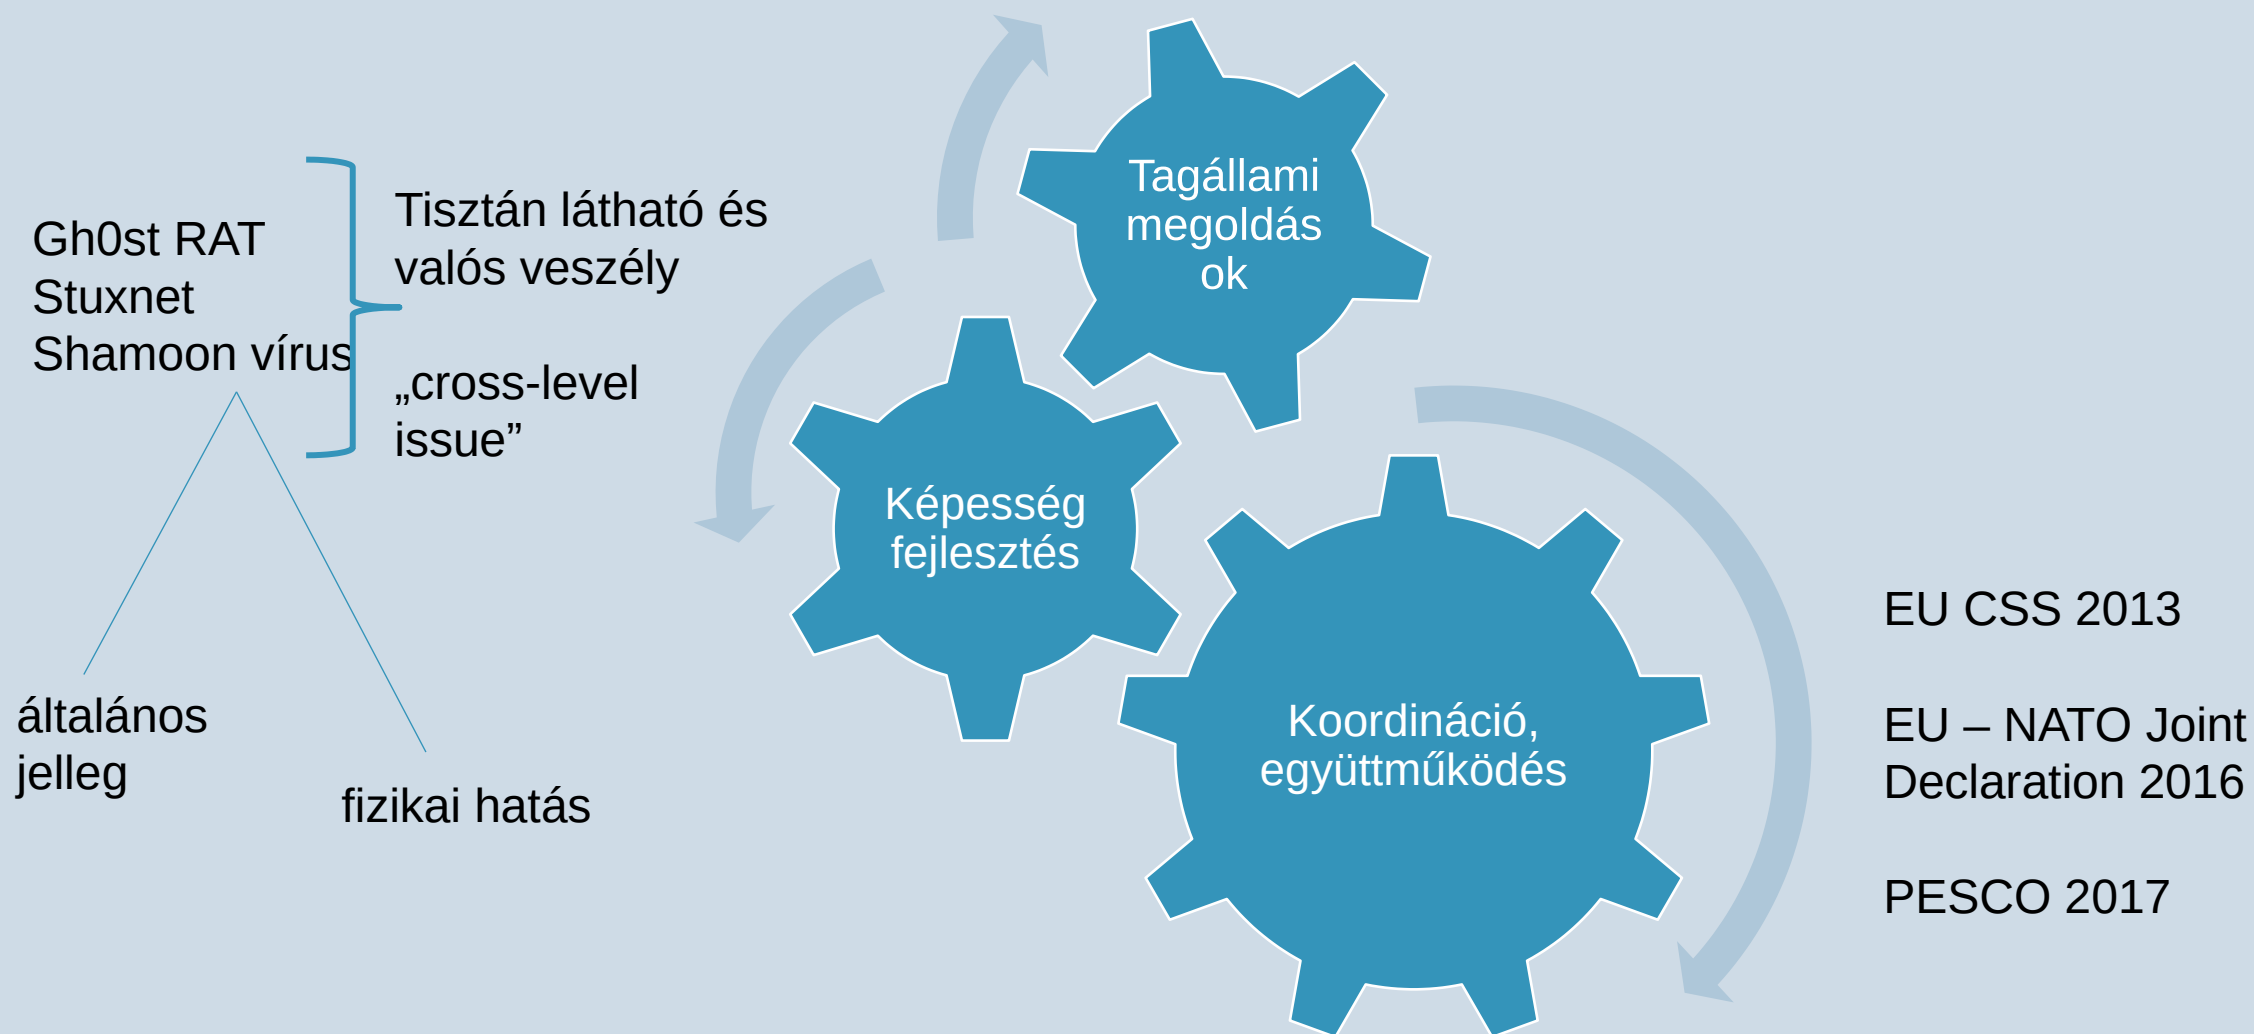 Gh0st RAT
Stuxnet
Shamoon vírus
Tisztán látható és
valós veszély
„cross-level
issue”
általános
jelleg
fizikai hatás
Tagállami
megoldás
ok
Képesség
fejlesztés
Koordináció,
együttműködés
EU CSS 2013
EU – NATO Joint
Declaration 2016
PESCO 2017